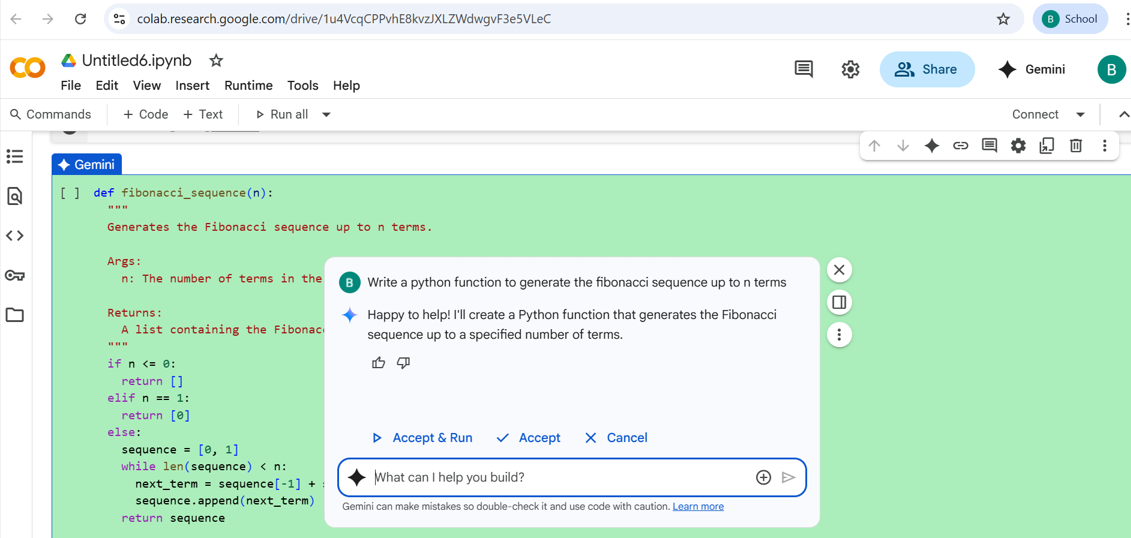 colab.research.google.com/drive/1u4VcqCPPvhE8kvzJXLZWdwgvF3e5VLeC
B School
CO Untitled6.ipynb
B
File Edit View Insert Runtime Tools Help
Share Gemini
Commands + Code + Text Run all Connect
Gemini
[ ] def fibonacci_sequence(n):
"""
Generates the Fibonacci sequence up to n terms.
Args:
n: The number of terms in the
Returns:
A list containing the Fibonac
"""
if n <= 0:
return []
elif n == 1:
return [0]
else:
sequence = [0, 1]
while len(sequence) < n:
next_term = sequence[-1] +
sequence.append(next_term)
return sequence
B Write a python function to generate the fibonacci sequence up to n terms
Happy to help! I'll create a Python function that generates the Fibonacci
sequence up to a specified number of terms.
Accept & Run Accept Cancel
What can I help you build?
Gemini can make mistakes so double-check it and use code with caution. Learn more